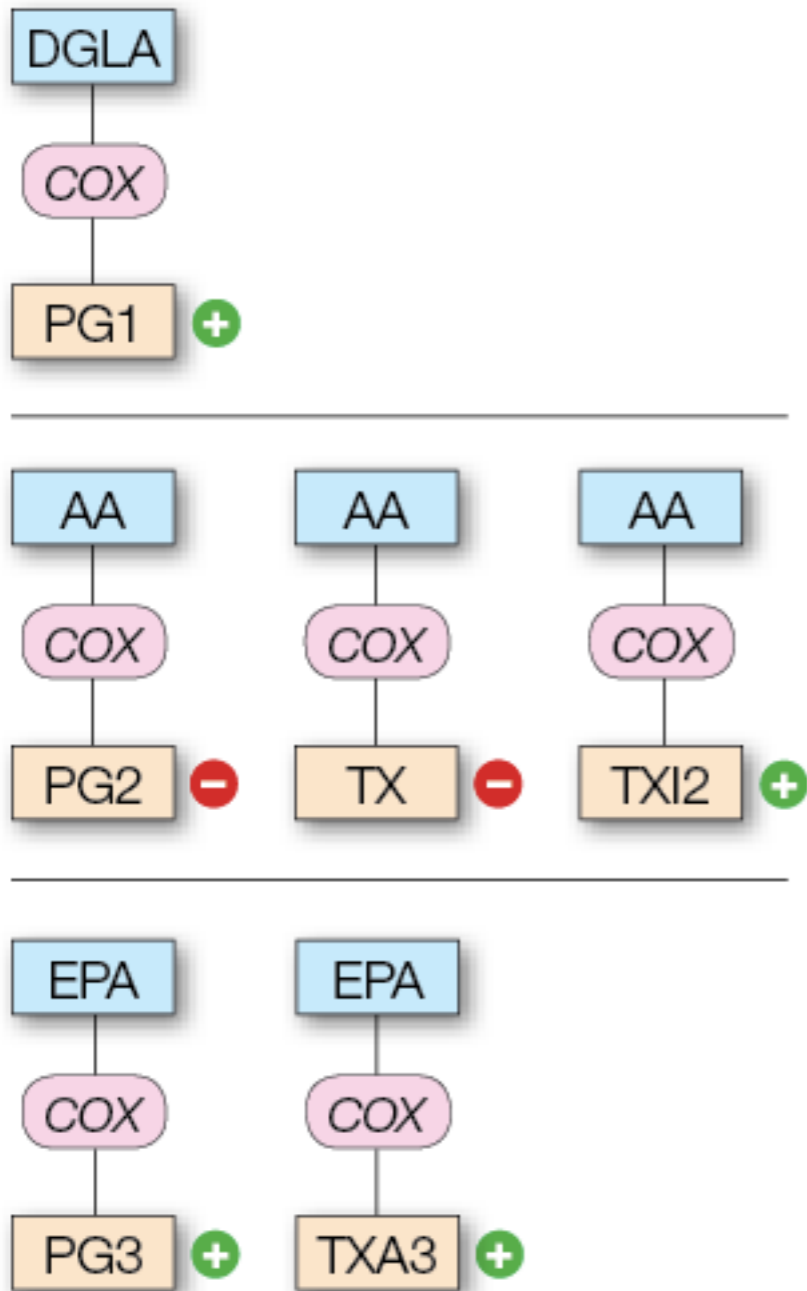 DGLA
COX
PG1 +
AA AA AA
COX COX COX
PG2 − TX − TXI2 +
EPA EPA
COX COX
PG3 + TXA3 +